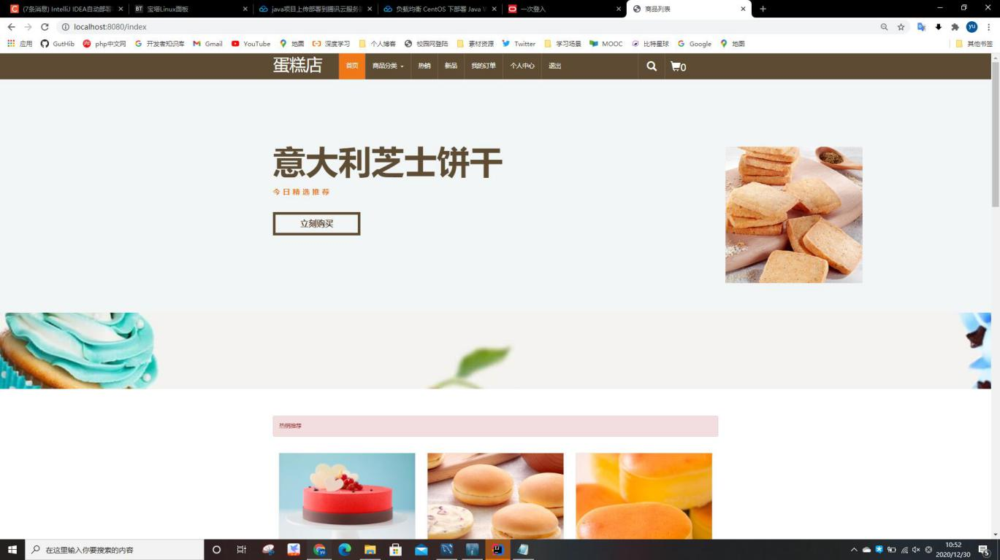 (7条消息) IntelliJ IDEA自动部署
宝塔Linux面板
java项目上传部署到腾讯云服务
负载均衡 CentOS 下部署 Java W
一次登入
商品列表
localhost:8080/index
应用 GutHib php中文网 开发者知识库 Gmail YouTube 地图 深度学习 个人博客 校园网登陆 素材资源 Twitter 学习场景 MOOC 比特星球 Google 地图 其他书签
蛋糕店 首页 商品分类 热销 新品 我的订单 个人中心 退出 0
意大利芝士饼干
今日精选推荐
立刻购买
热销推荐
在这里输入你要搜索的内容
10:52
2020/12/30
5